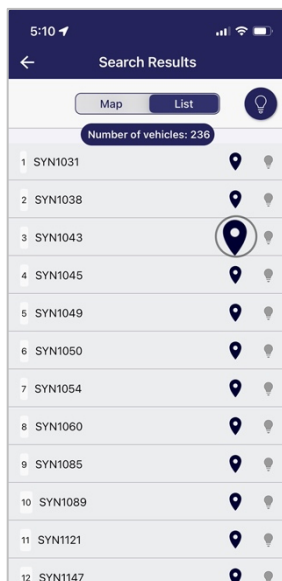 5:10
Search Results
Map List
Number of vehicles: 236
1 SYN1031
2 SYN1038
3 SYN1043
4 SYN1045
5 SYN1049
6 SYN1050
7 SYN1054
8 SYN1060
9 SYN1085
10 SYN1089
11 SYN1121
12 SYN1147